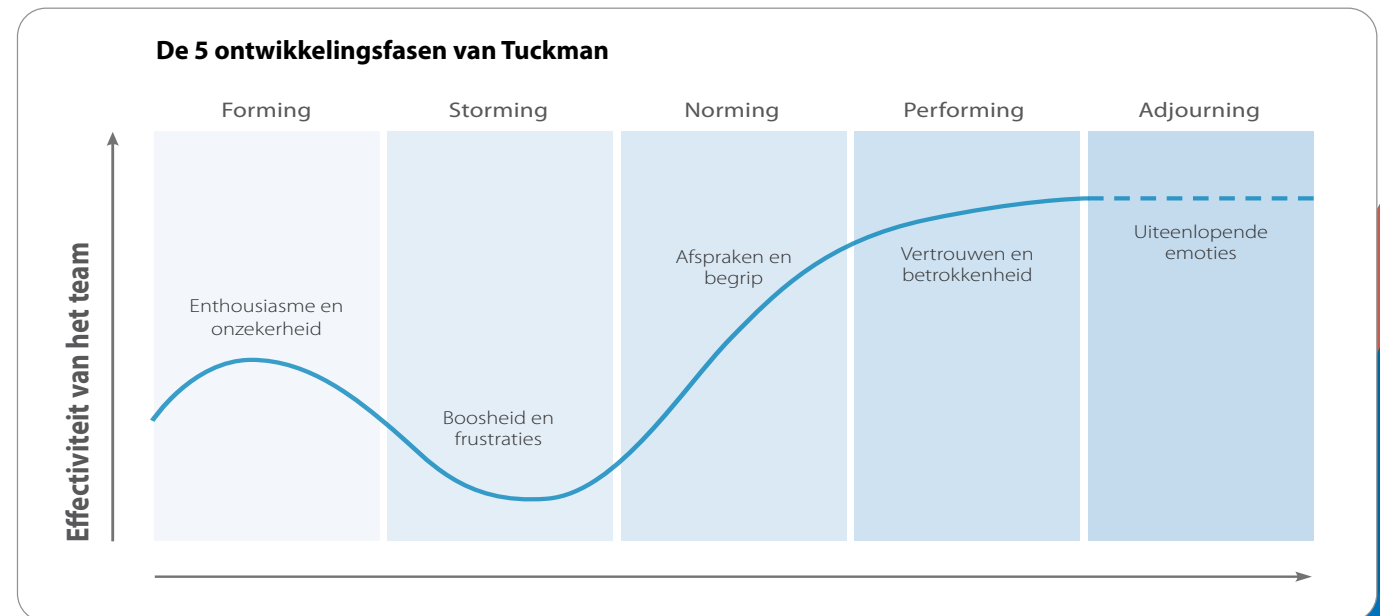 De 5 ontwikkelingsfasen van Tuckman
Forming
Storming
Norming
Performing
Adjourning
Effectiviteit van het team
Enthousiasme en
onzekerheid
Boosheid en
frustraties
Afspraken en
begrip
Vertrouwen en
betrokkenheid
Uiteenlopende
emoties